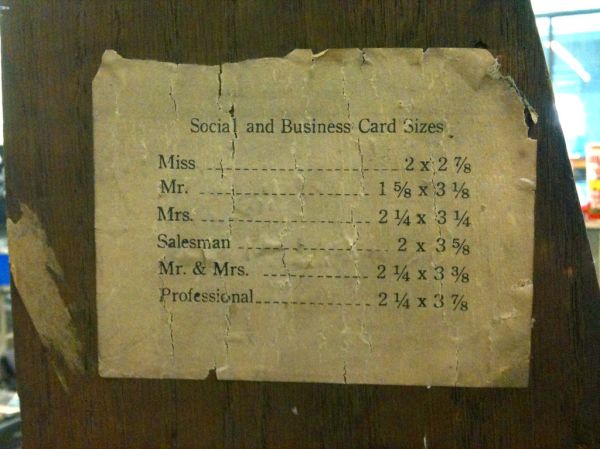 Social and Business Card Sizes
Miss 2 x 2 ⅞
Mr. 1 ⅝ x 3 ⅛
Mrs. 2 ¼ x 3 ¼
Salesman 2 x 3 ⅝
Mr. & Mrs. 2 ¼ x 3 ⅜
Professional 2 ¼ x 3 ⅞